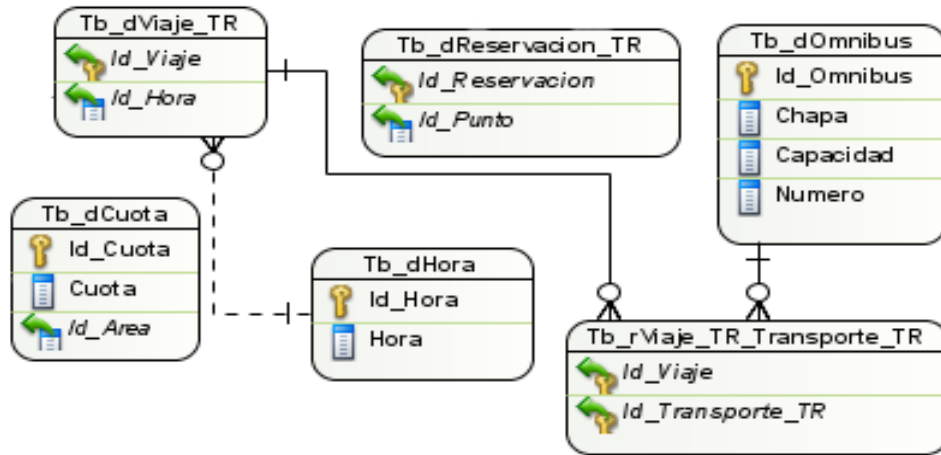 Tb_dViaje_TR
Id_Viaje
Id_Hora
Tb_dReservacion_TR
Id_Reservacion
Id_Punto
Tb_dOmnibus
Id_Omnibus
Chapa
Capacidad
Numero
Tb_dCuota
Id_Cuota
Cuota
Id_Area
Tb_dHora
Id_Hora
Hora
Tb_rViaje_TR_Transporte_TR
Id_Viaje
Id_Transporte_TR